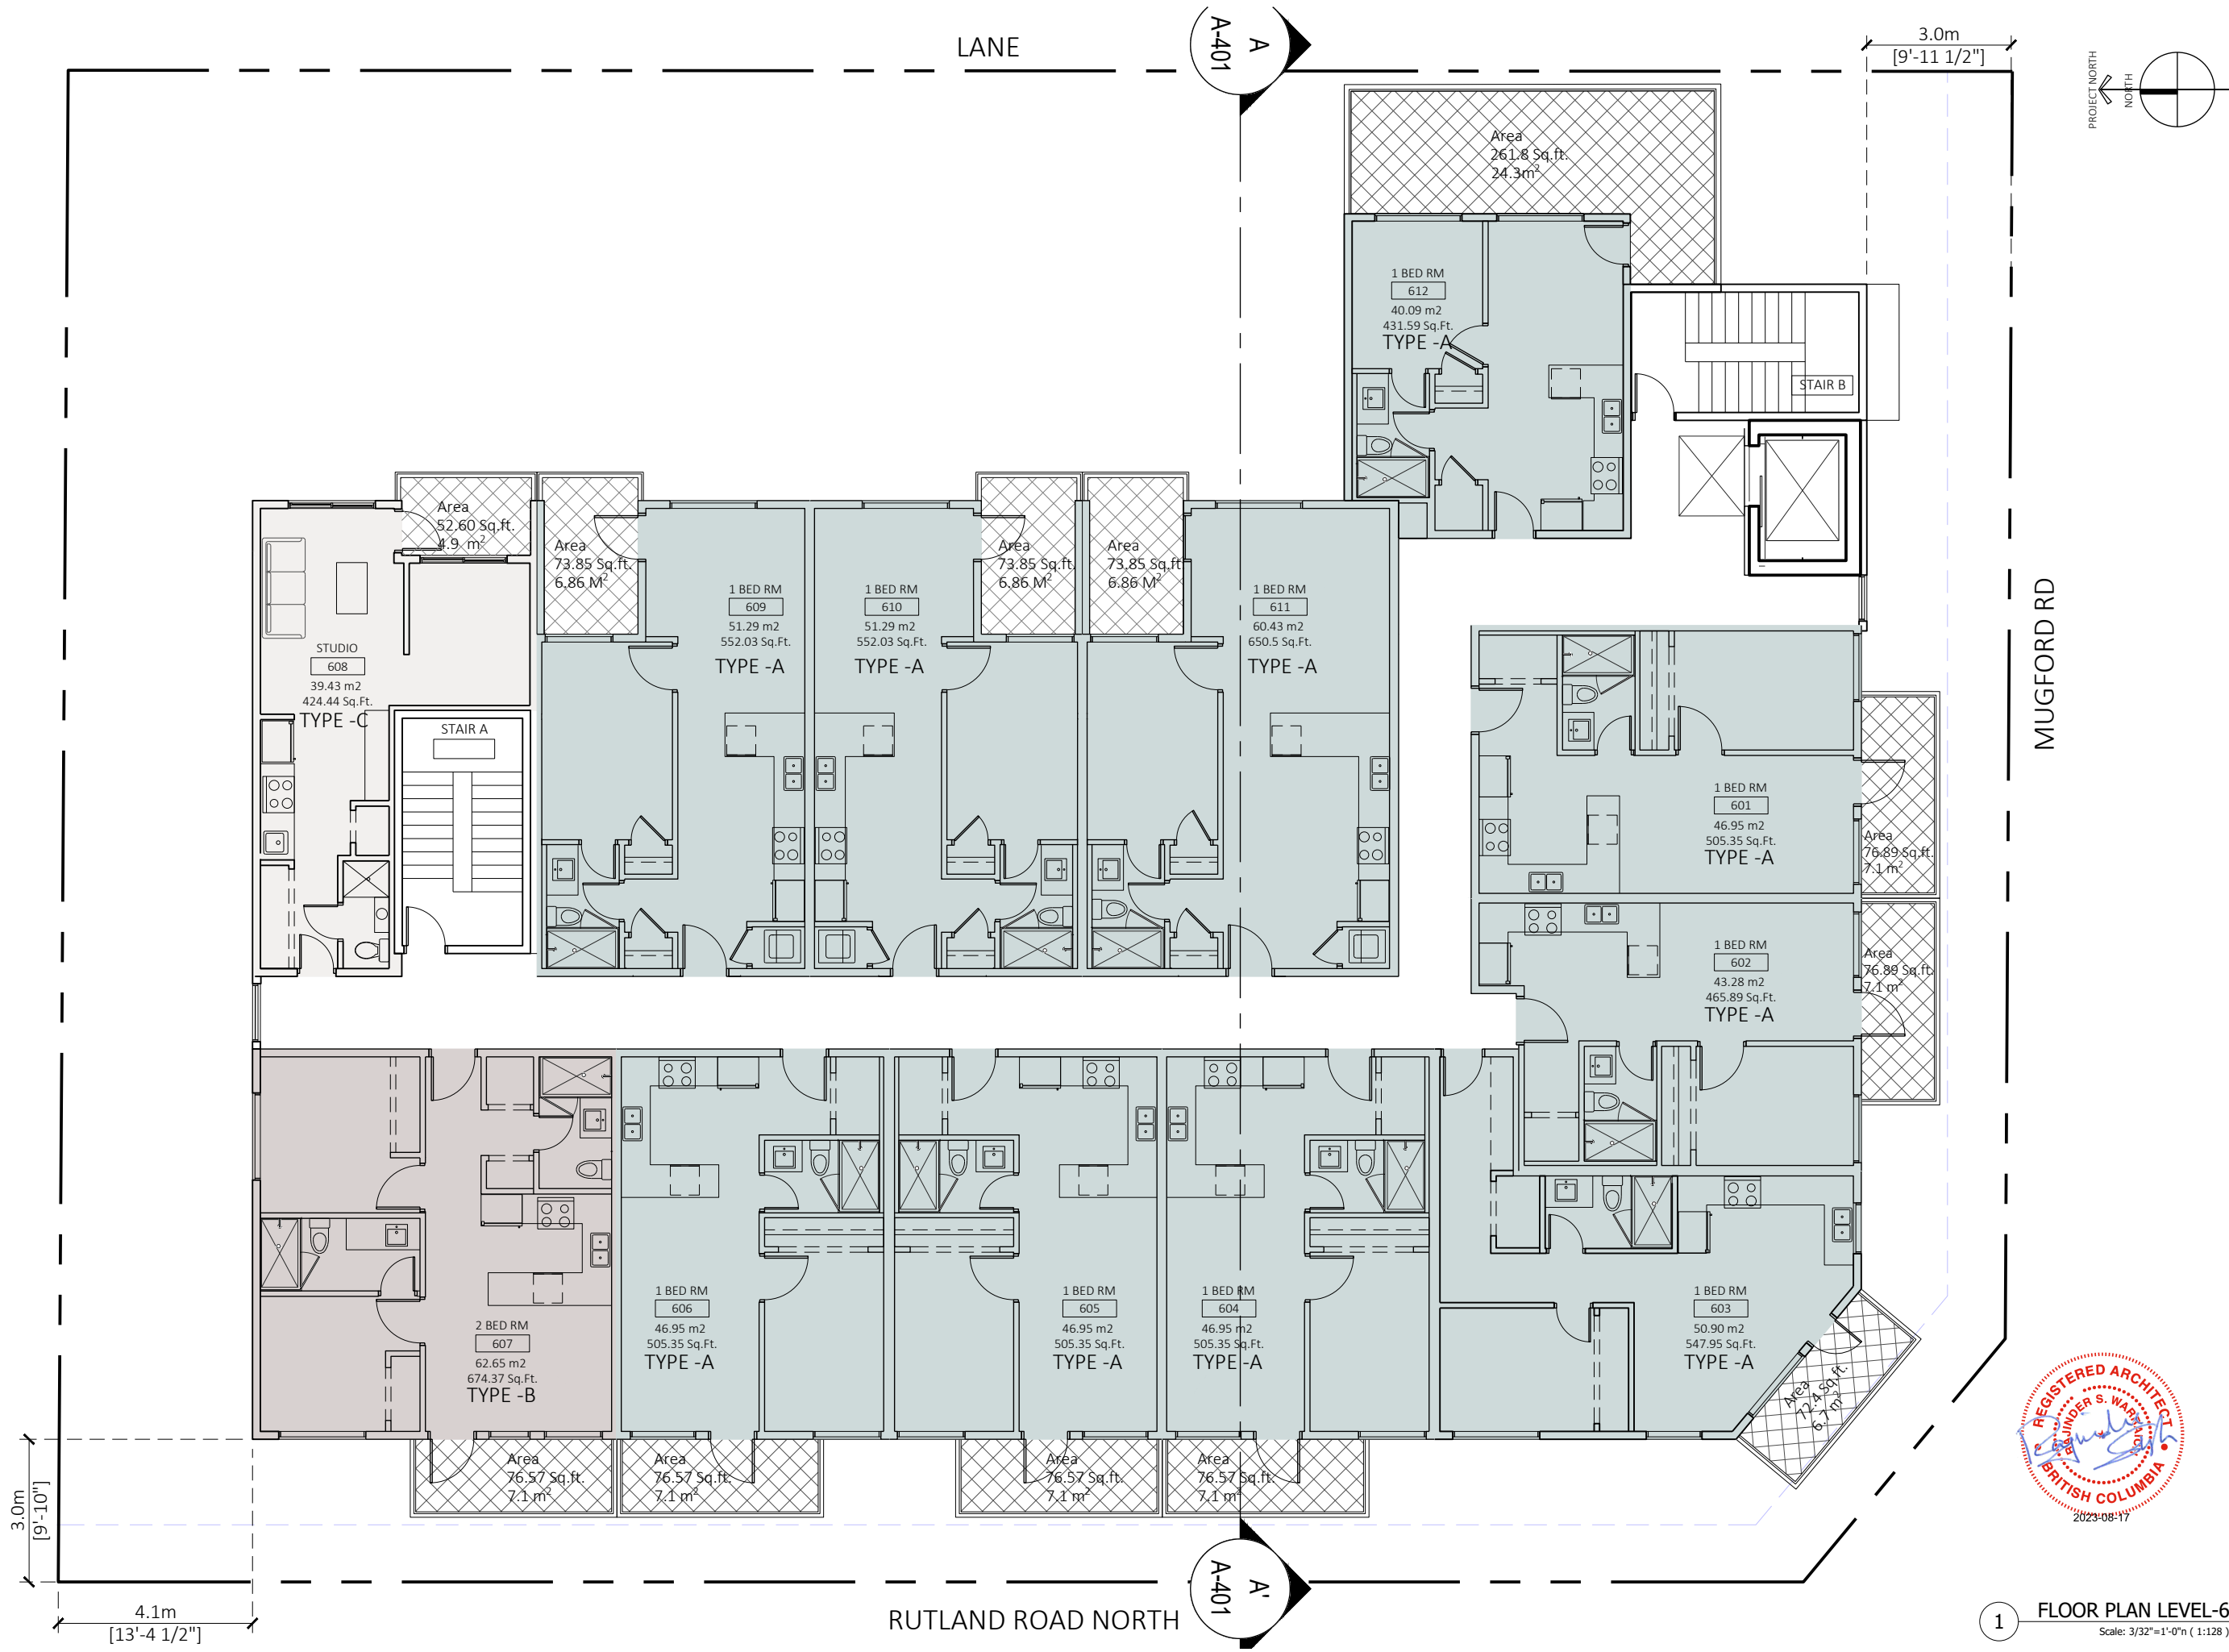 LANE
A
A-401
3.0m
[9'-11 1/2"]
PROJECT NORTH
NORTH
Area
261.8 Sq.ft.
24.3m²
1 BED RM
612
40.09 m2
431.59 Sq.Ft.
TYPE -A
STAIR B
Area
52.60 Sq.ft.
4.9 m²
Area
73.85 Sq.ft.
6.86 M²
Area
73.85 Sq.ft.
6.86 M²
Area
73.85 Sq.ft
6.86 M²
1 BED RM
609
51.29 m2
552.03 Sq.Ft.
TYPE -A
1 BED RM
610
51.29 m2
552.03 Sq.Ft.
TYPE -A
1 BED RM
611
60.43 m2
650.5 Sq.Ft.
TYPE -A
STUDIO
608
39.43 m2
424.44 Sq.Ft.
TYPE -C
STAIR A
MUGFORD RD
1 BED RM
601
46.95 m2
505.35 Sq.Ft.
TYPE -A
Area
76.89 Sq.ft.
7.1 m²
1 BED RM
602
43.28 m2
465.89 Sq.Ft.
TYPE -A
Area
76.89 Sq.ft.
7.1 m²
2 BED RM
607
62.65 m2
674.37 Sq.Ft.
TYPE -B
1 BED RM
606
46.95 m2
505.35 Sq.Ft.
TYPE -A
1 BED RM
605
46.95 m2
505.35 Sq.Ft.
TYPE -A
1 BED RM
604
46.95 m2
505.35 Sq.Ft.
TYPE -A
1 BED RM
603
50.90 m2
547.95 Sq.Ft.
TYPE -A
Area
72.4 Sq.ft.
6.7 m²
Area
76.57 Sq.ft.
7.1 m²
Area
76.57 Sq.ft.
7.1 m²
Area
76.57 Sq.ft.
7.1 m²
Area
76.57 Sq.ft.
7.1 m²
REGISTERED ARCHITECT
BRITISH COLUMBIA
2023-08-17
3.0m
[9'-10"]
4.1m
[13'-4 1/2"]
RUTLAND ROAD NORTH
A'
A-401
1
FLOOR PLAN LEVEL-6
Scale: 3/32"=1'-0"n ( 1:128 )